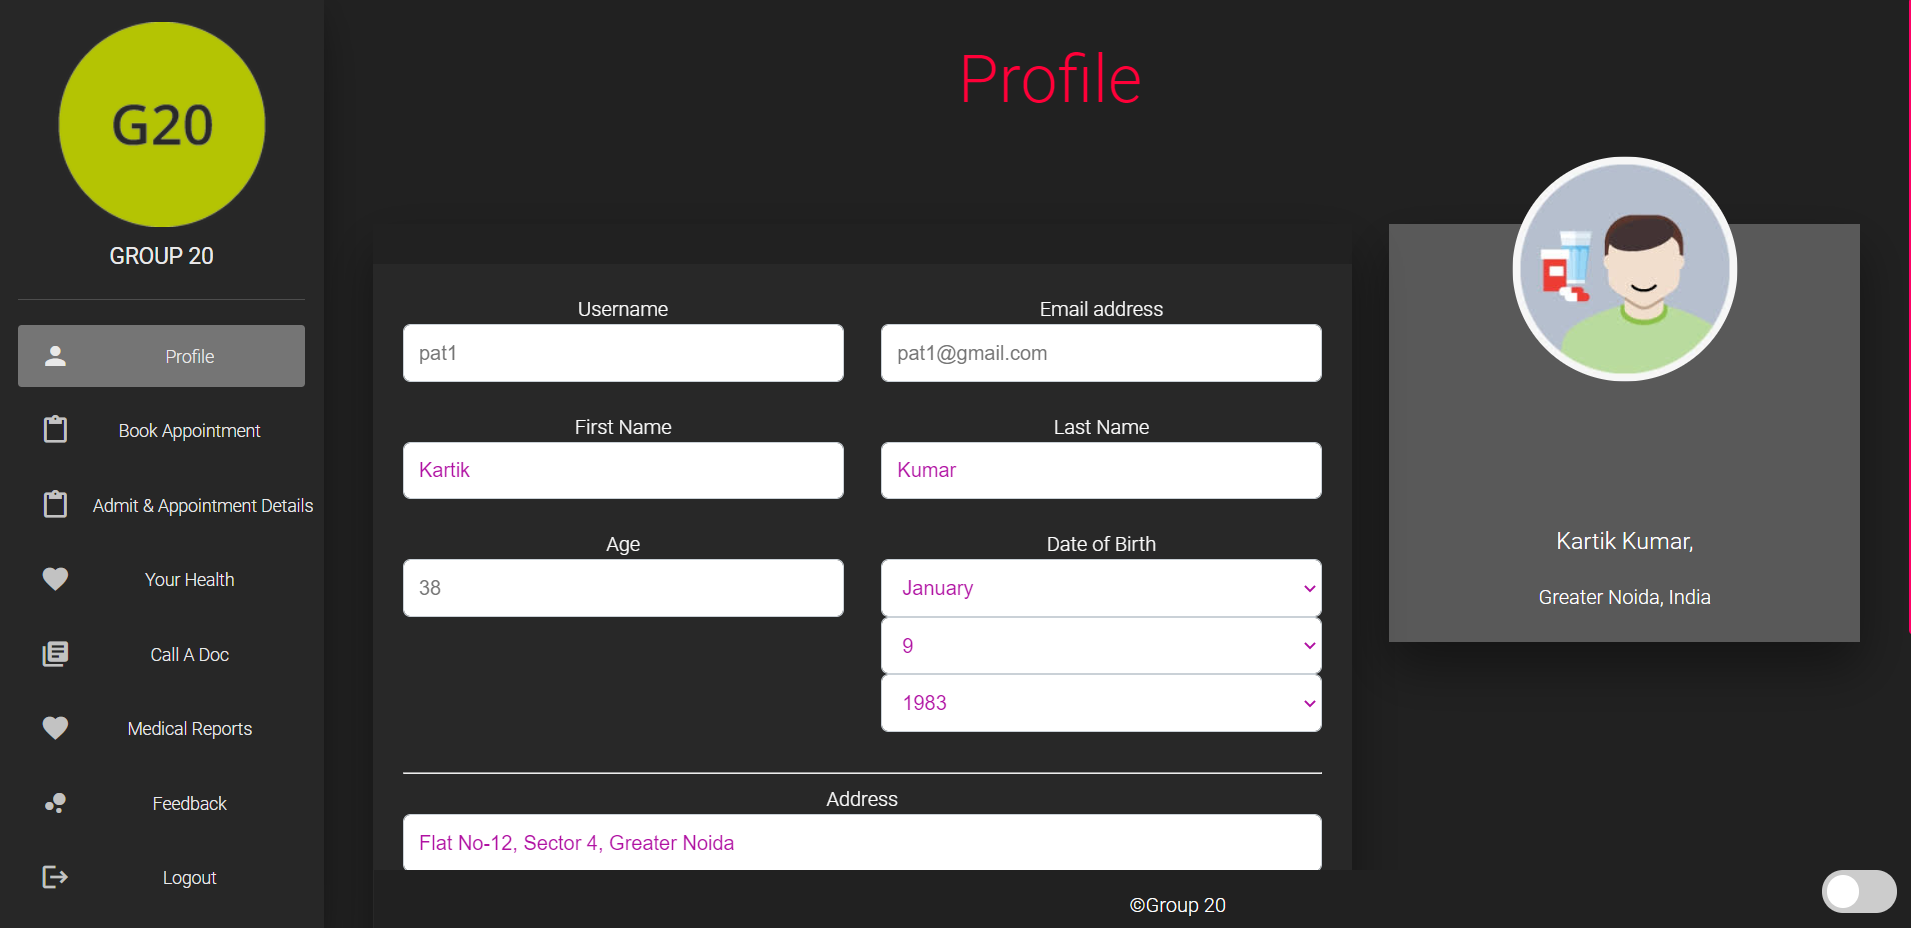 G20
GROUP 20
Profile
Book Appointment
Admit & Appointment Details
Your Health
Call A Doc
Medical Reports
Feedback
Logout
Profile
Username
Email address
pat1
pat1@gmail.com
First Name
Last Name
Kartik
Kumar
Age
Date of Birth
38
January
9
1983
Address
Flat No-12, Sector 4, Greater Noida
Kartik Kumar,
Greater Noida, India
©Group 20